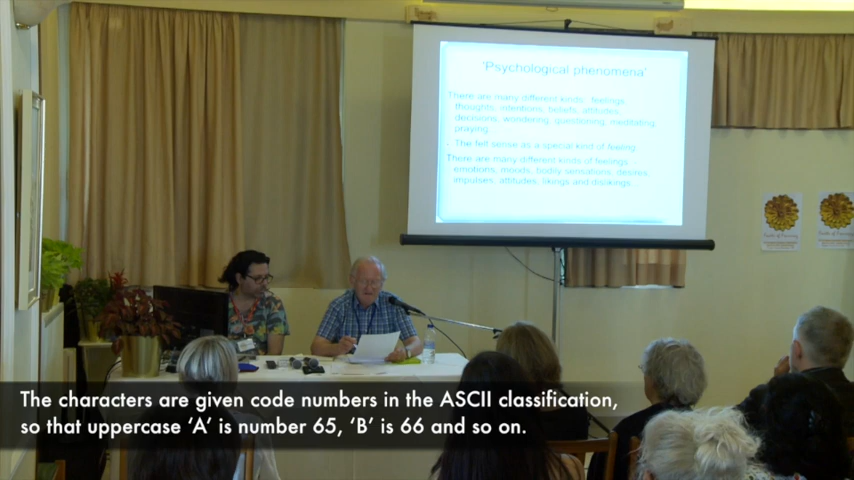 'Psychological phenomena'
There are many different kinds: feelings,
thoughts, intentions, beliefs, attitudes,
decisions, wondering, questioning, meditating,
praying.
- The felt sense as a special kind of feeling.
There are many different kinds of feelings:
emotions, moods, bodily sensations, desires,
impulses, attitudes, likings and dislikings.
The characters are given code numbers in the ASCII classification,
so that uppercase ‘A’ is number 65, ‘B’ is 66 and so on.